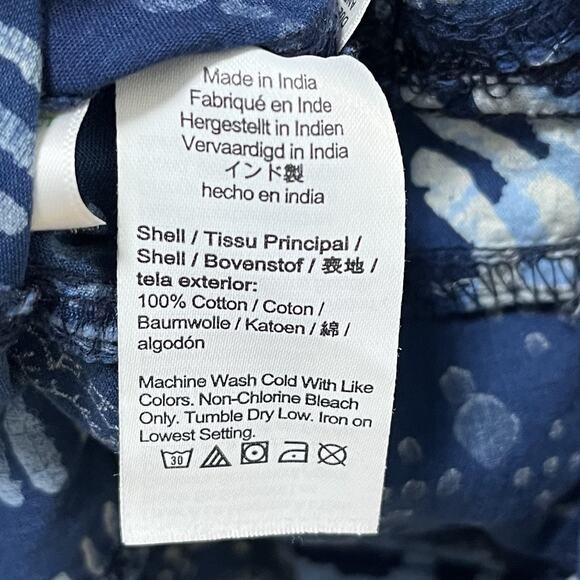 Made in India
Fabriqué en Inde
Hergestellt in Indien
Vervaardigd in India
インド製
hecho en india
Shell / Tissu Principal /
Shell / Bovenstof / 表地 /
tela exterior:
100% Cotton / Coton /
Baumwolle / Katoen / 綿 /
algodón
Machine Wash Cold With Like
Colors. Non-Chlorine Bleach
Only. Tumble Dry Low. Iron on
Lowest Setting.
30